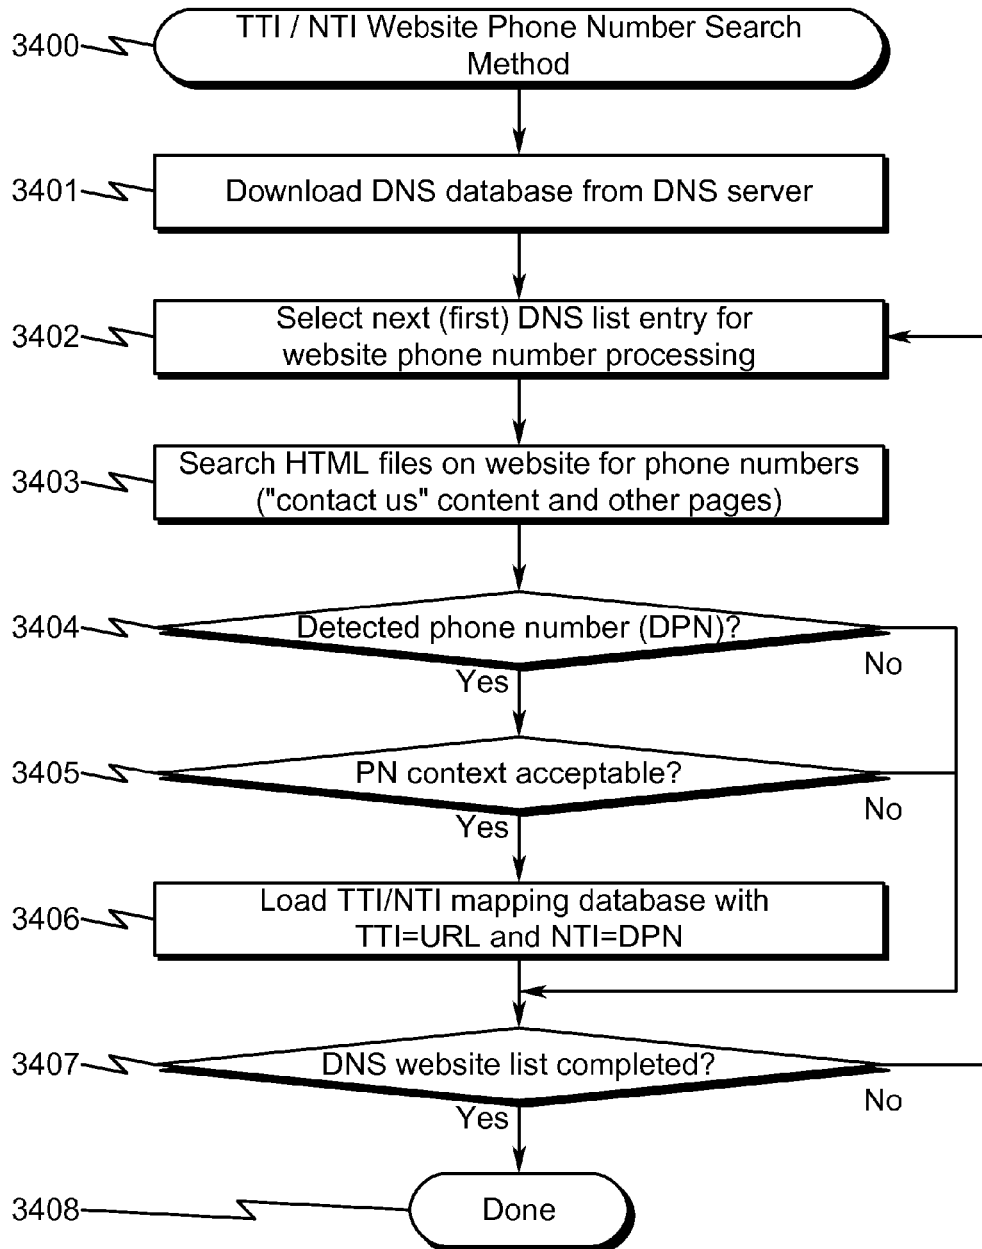 3400
TTI / NTI Website Phone Number Search
Method
3401
Download DNS database from DNS server
3402
Select next (first) DNS list entry for
website phone number processing
3403
Search HTML files on website for phone numbers
("contact us" content and other pages)
3404
Detected phone number (DPN)?
No
Yes
3405
PN context acceptable?
No
Yes
3406
Load TTI/NTI mapping database with
TTI=URL and NTI=DPN
3407
DNS website list completed?
No
Yes
3408
Done